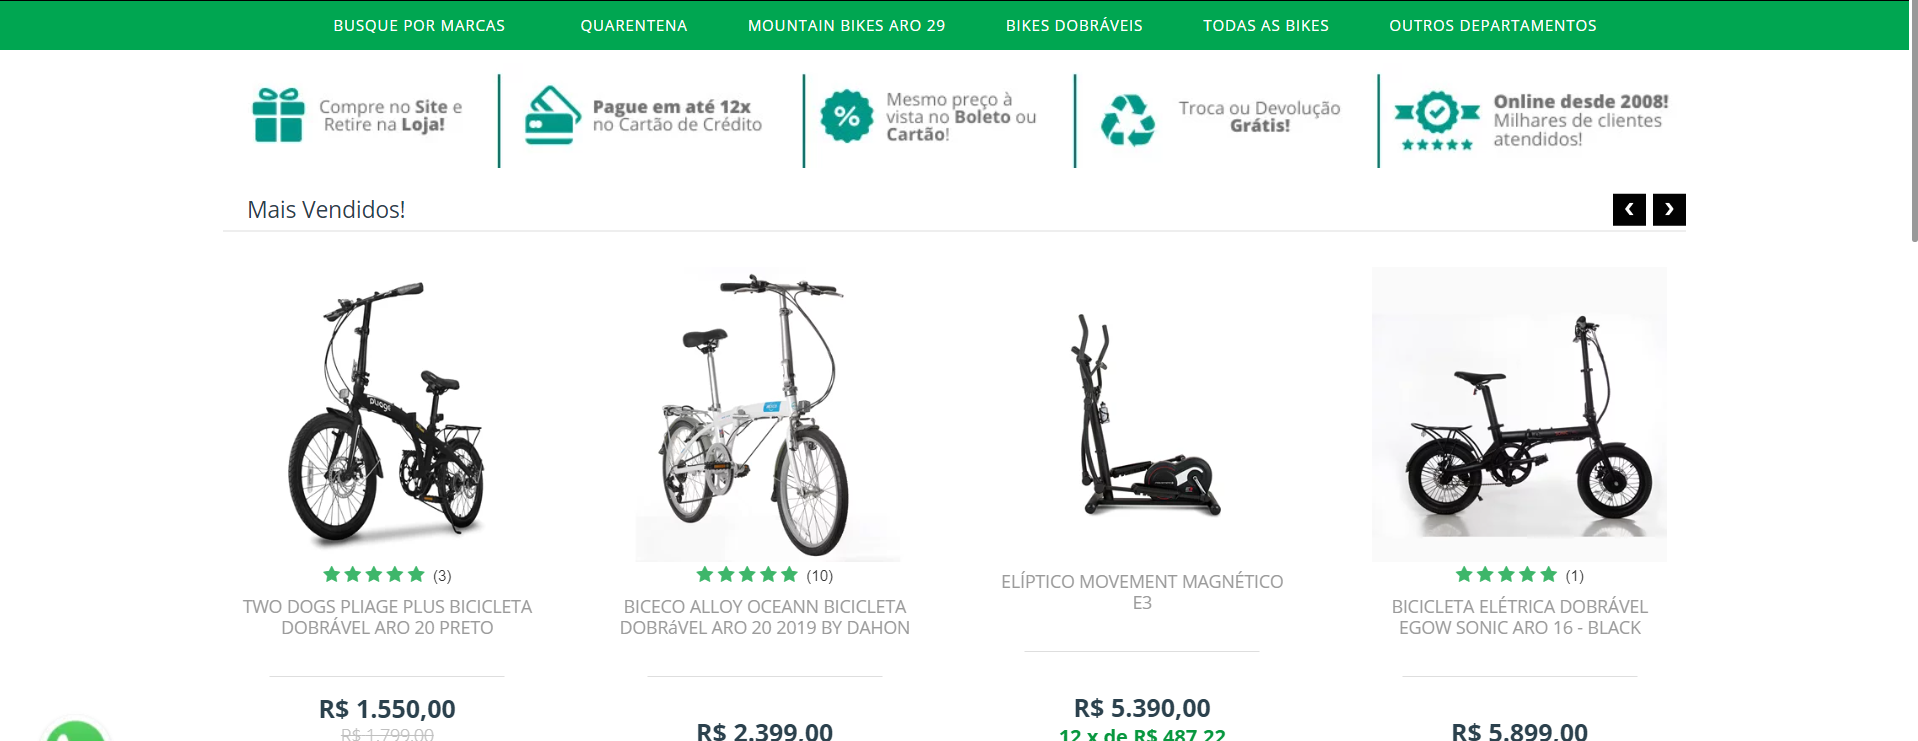 BUSQUE POR MARCAS QUARENTENA MOUNTAIN BIKES ARO 29 BIKES DOBRÁVEIS TODAS AS BIKES OUTROS DEPARTAMENTOS
Compre no Site e
Retire na Loja!
Pague em até 12x
no Cartão de Crédito
%
Mesmo preço à
vista no Boleto ou
Cartão!
Troca ou Devolução
Grátis!
Online desde 2008!
Milhares de clientes
atendidos!
Mais Vendidos!
(3)
TWO DOGS PLIAGE PLUS BICICLETA
DOBRÁVEL ARO 20 PRETO
R$ 1.550,00
R$ 1.799,00
(10)
BICECO ALLOY OCEANN BICICLETA
DOBRáVEL ARO 20 2019 BY DAHON
R$ 2.399,00
ELÍPTICO MOVEMENT MAGNÉTICO
E3
R$ 5.390,00
12 x de R$ 487,22
(1)
BICICLETA ELÉTRICA DOBRÁVEL
EGOW SONIC ARO 16 - BLACK
R$ 5.899,00